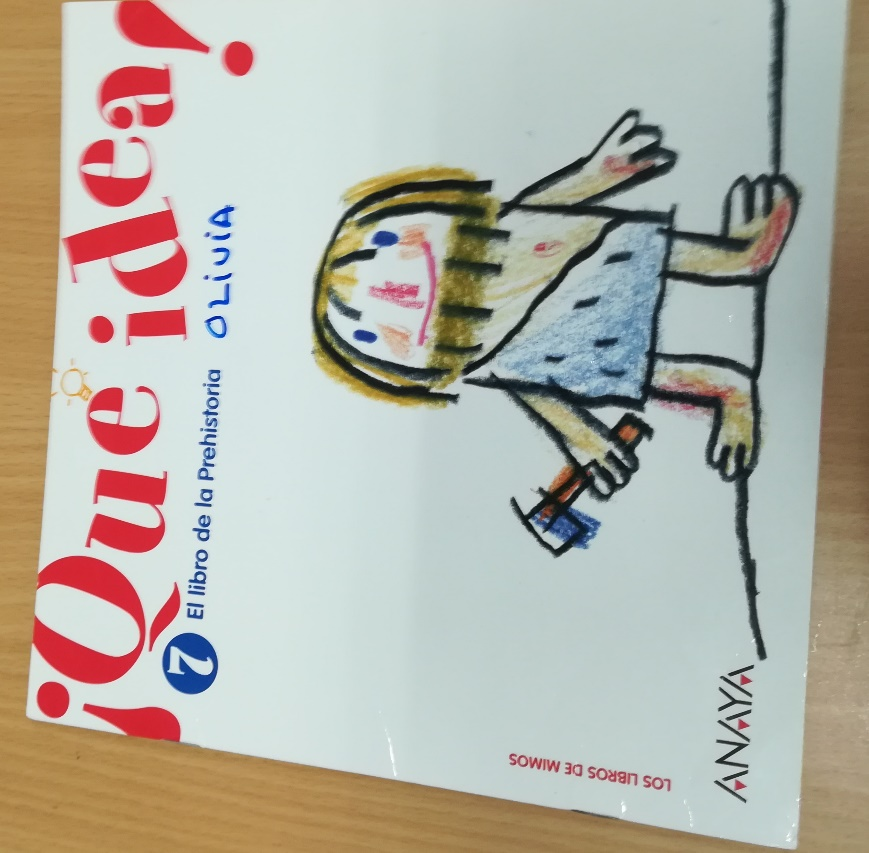 ¡Qué idea!
7 El libro de la Prehistoria OLiViA
LOS LIBROS DE MIMOS
ANAYA